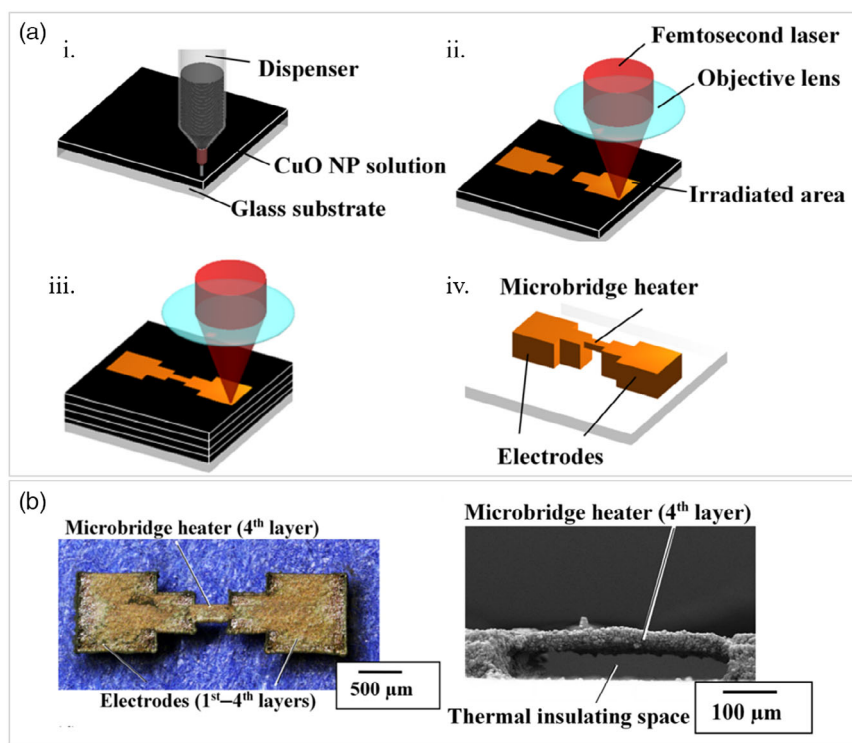 (a)
i.
Dispenser
CuO NP solution
Glass substrate
ii.
Femtosecond laser
Objective lens
Irradiated area
iii.
iv.
Microbridge heater
Electrodes
(b)
Microbridge heater (4th layer)
Electrodes (1st–4th layers)
500 μm
Microbridge heater (4th layer)
Thermal insulating space
100 μm